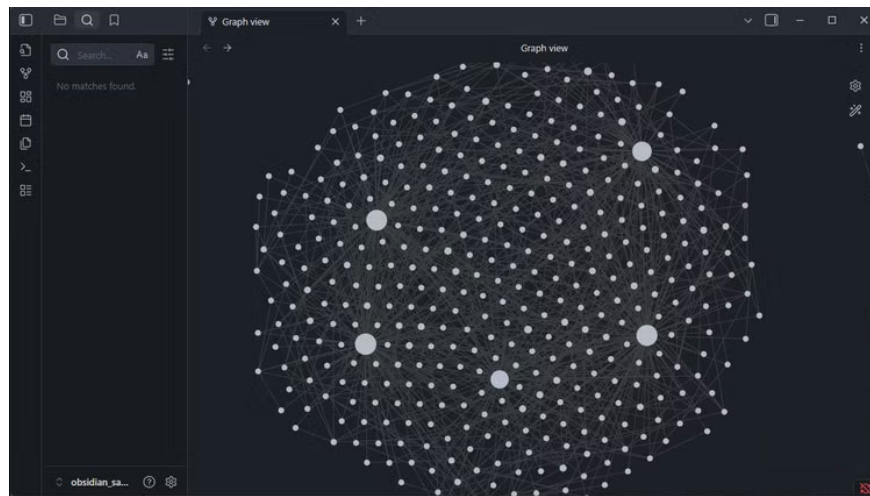 Graph view
Search...
Aa
Graph view
No matches found.
obsidian_sa...